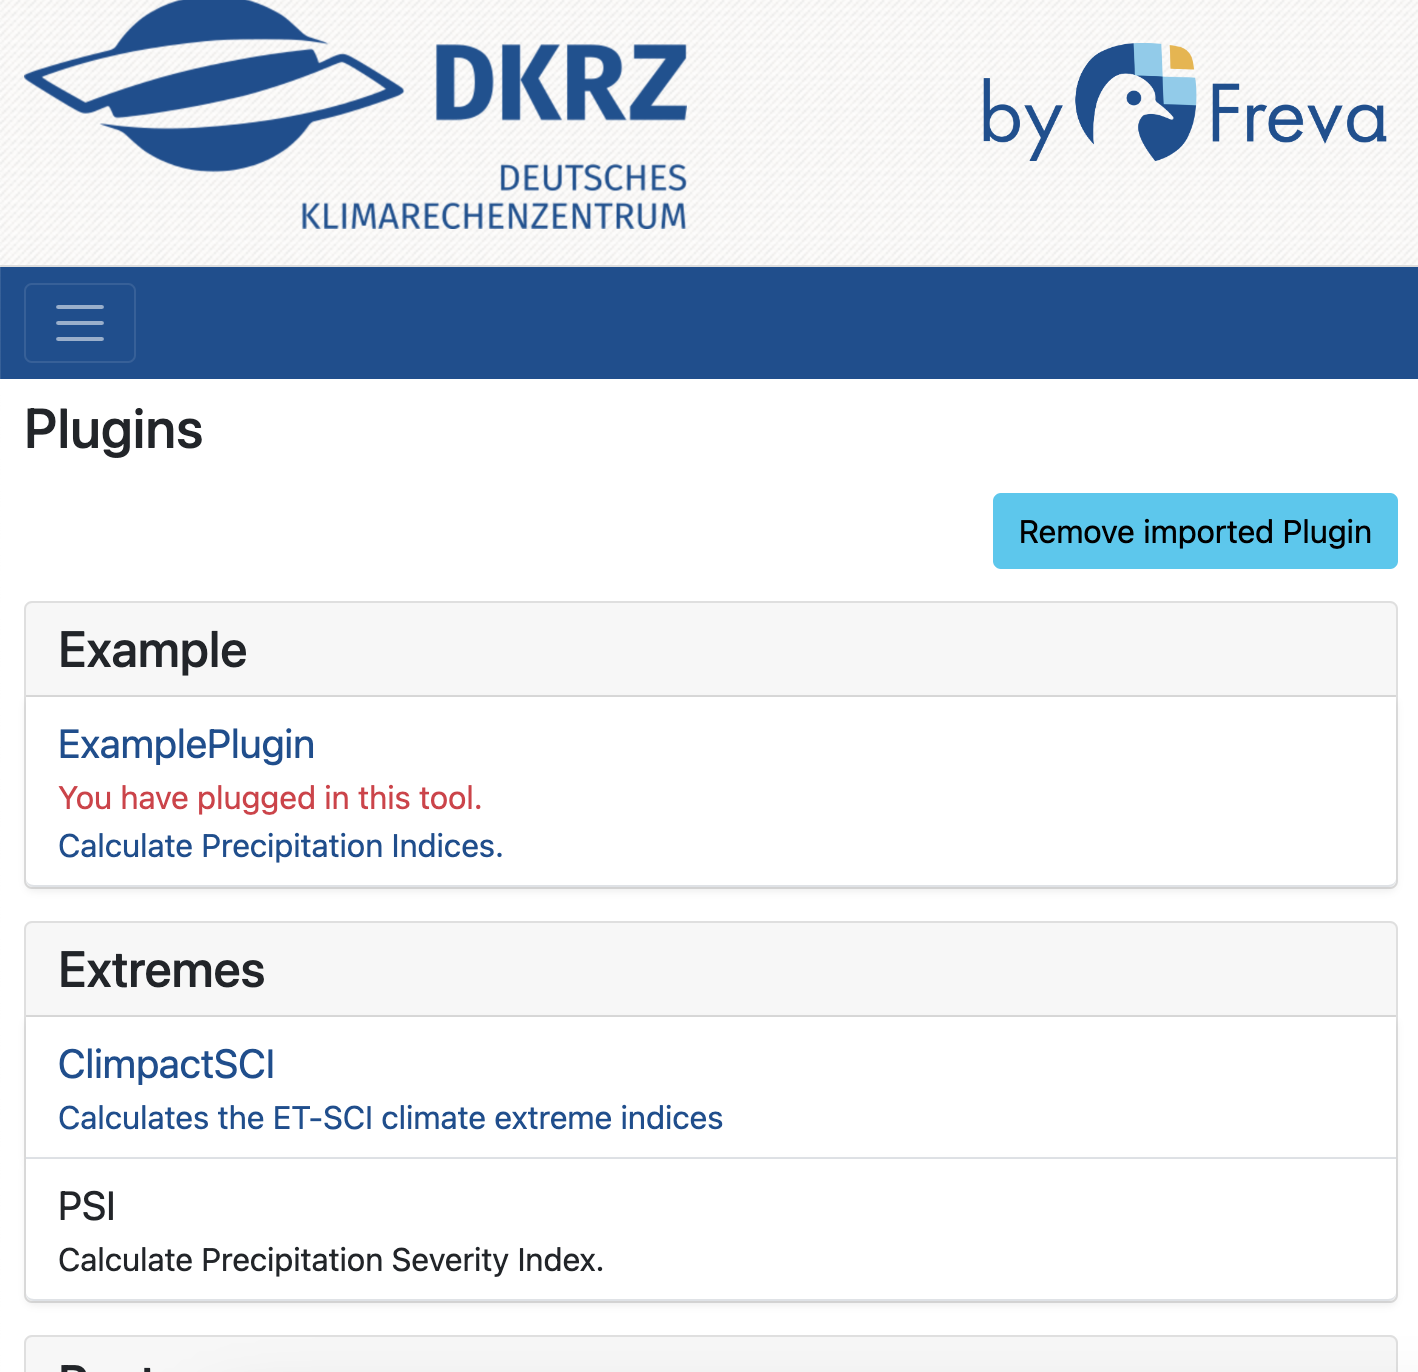 DKRZ
DEUTSCHES
KLIMARECHENZENTRUM
by Freva
Plugins
Remove imported Plugin
Example
ExamplePlugin
You have plugged in this tool.
Calculate Precipitation Indices.
Extremes
ClimpactSCI
Calculates the ET-SCI climate extreme indices
PSI
Calculate Precipitation Severity Index.